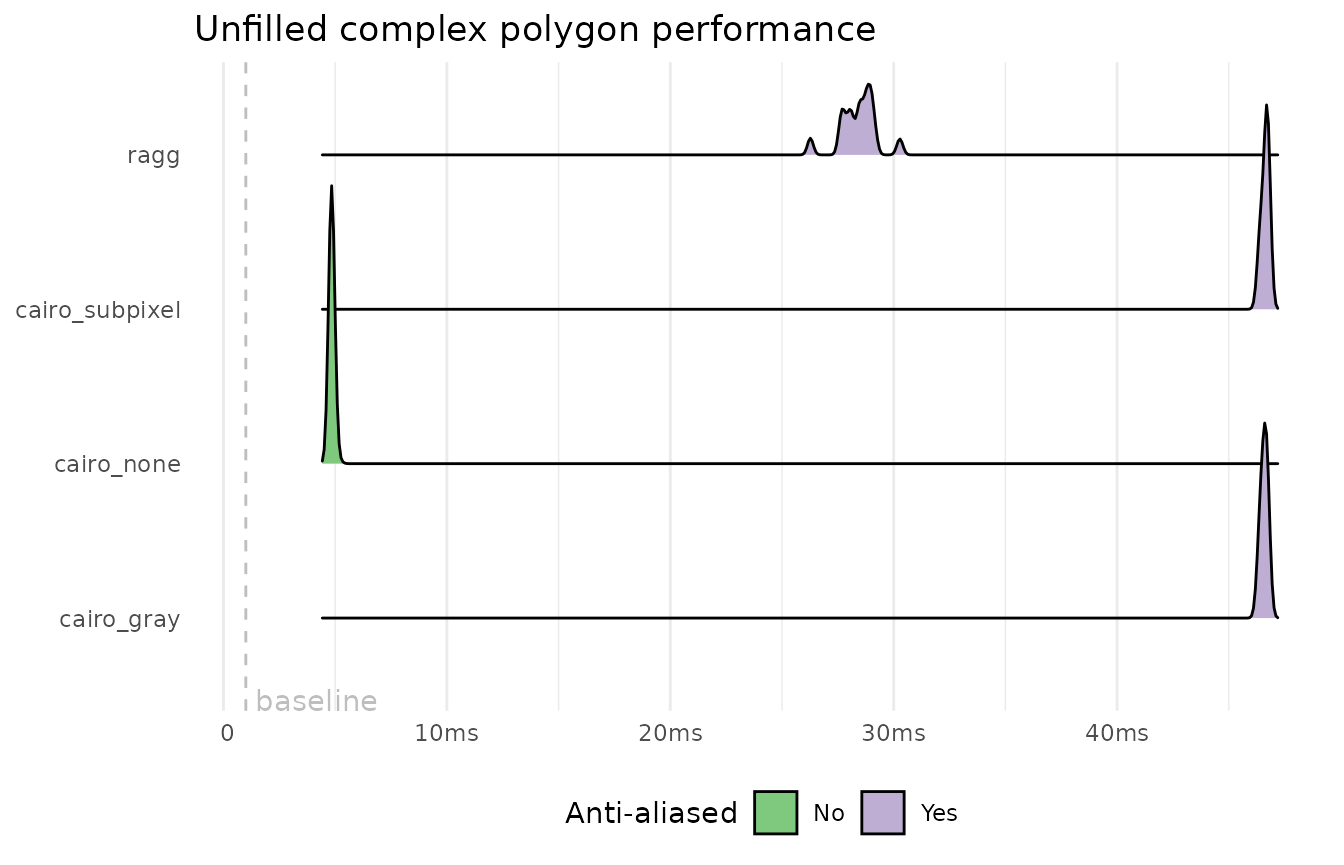 Unfilled complex polygon performance
ragg
cairo_subpixel
cairo_none
cairo_gray
baseline
0 10ms 20ms 30ms 40ms
Anti-aliased No Yes